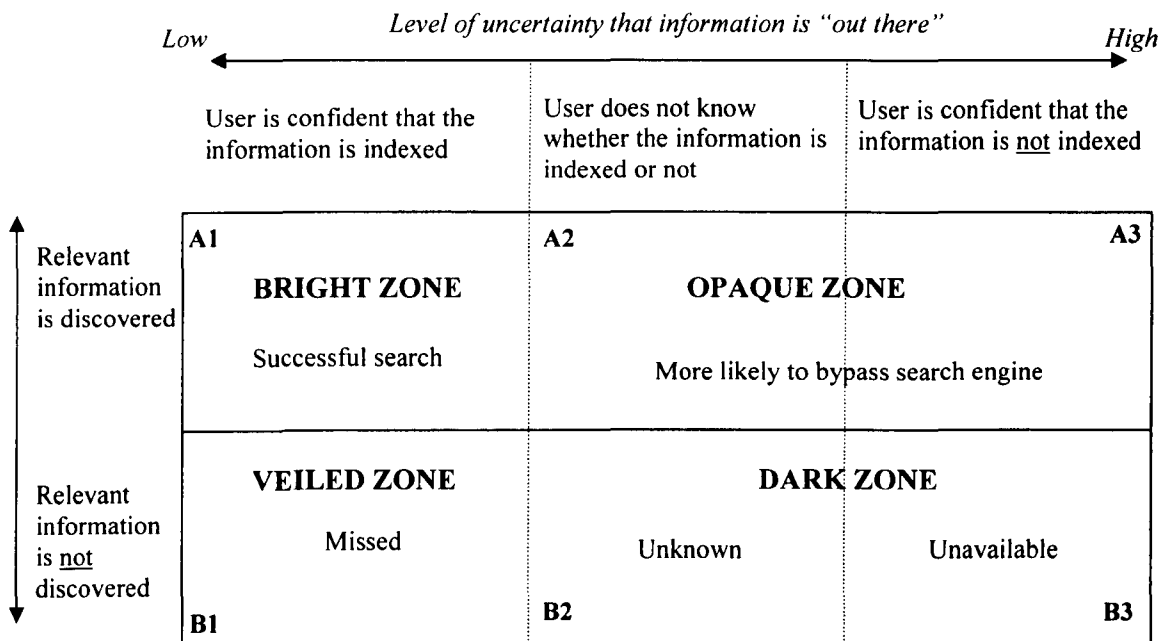 Level of uncertainty that information is “out there”
Low
High
User is confident that the
information is indexed
User does not know
whether the information is
indexed or not
User is confident that the
information is not indexed
Relevant
information
is discovered
A1
BRIGHT ZONE
Successful search
A2
A3
OPAQUE ZONE
More likely to bypass search engine
Relevant
information
is not
discovered
VEILED ZONE
Missed
B1
DARK ZONE
Unknown
Unavailable
B2
B3